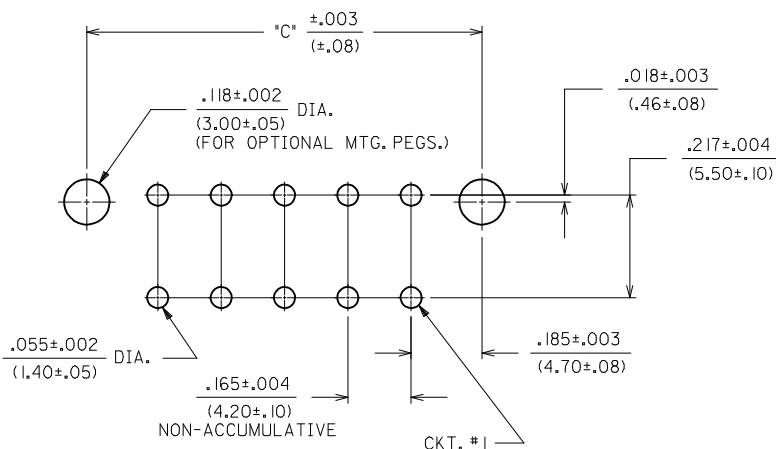 "C" ±.003
(±.08)
.118±.002 DIA.
(3.00±.05)
(FOR OPTIONAL MTG. PEGS.)
.018±.003
(.46±.08)
.217±.004
(5.50±.10)
.055±.002 DIA.
(1.40±.05)
.165±.004
(4.20±.10)
NON-ACCUMULATIVE
.185±.003
(4.70±.08)
CKT. #1